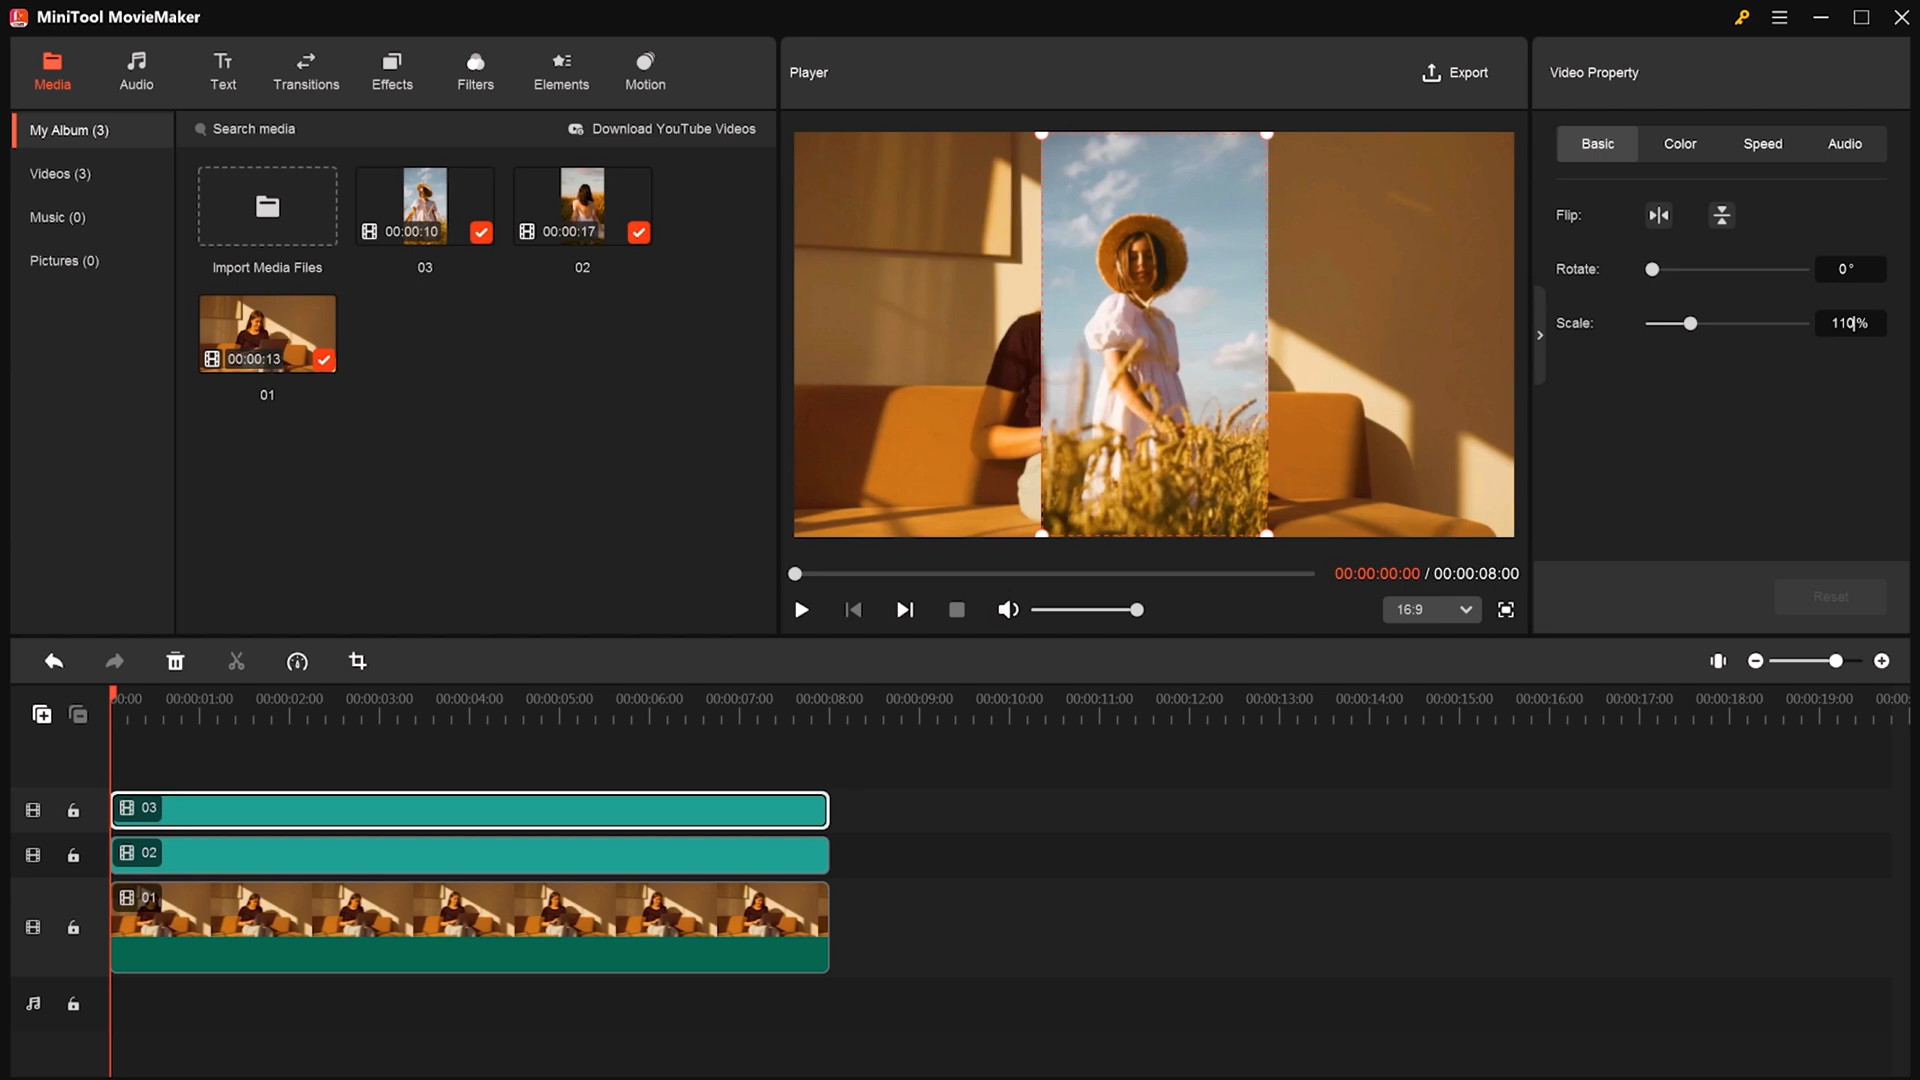 MiniTool MovieMaker
Media
Audio
Text
Transitions
Effects
Filters
Elements
Motion
Player
Export
Video Property
My Album (3)
Search media
Download YouTube Videos
Videos (3)
Music (0)
Pictures (0)
Import Media Files
00:00:10
03
00:00:17
02
00:00:13
01
Basic
Color
Speed
Audio
Flip:
Rotate:
0°
Scale:
110%
00:00:00:00 / 00:00:08:00
16:9
Reset
00:00 00:00:01:00 00:00:02:00 00:00:03:00 00:00:04:00 00:00:05:00 00:00:06:00 00:00:07:00 00:00:08:00 00:00:09:00 00:00:10:00 00:00:11:00 00:00:12:00 00:00:13:00 00:00:14:00 00:00:15:00 00:00:16:00 00:00:17:00 00:00:18:00 00:00:19:00 00:00:
03
02
01